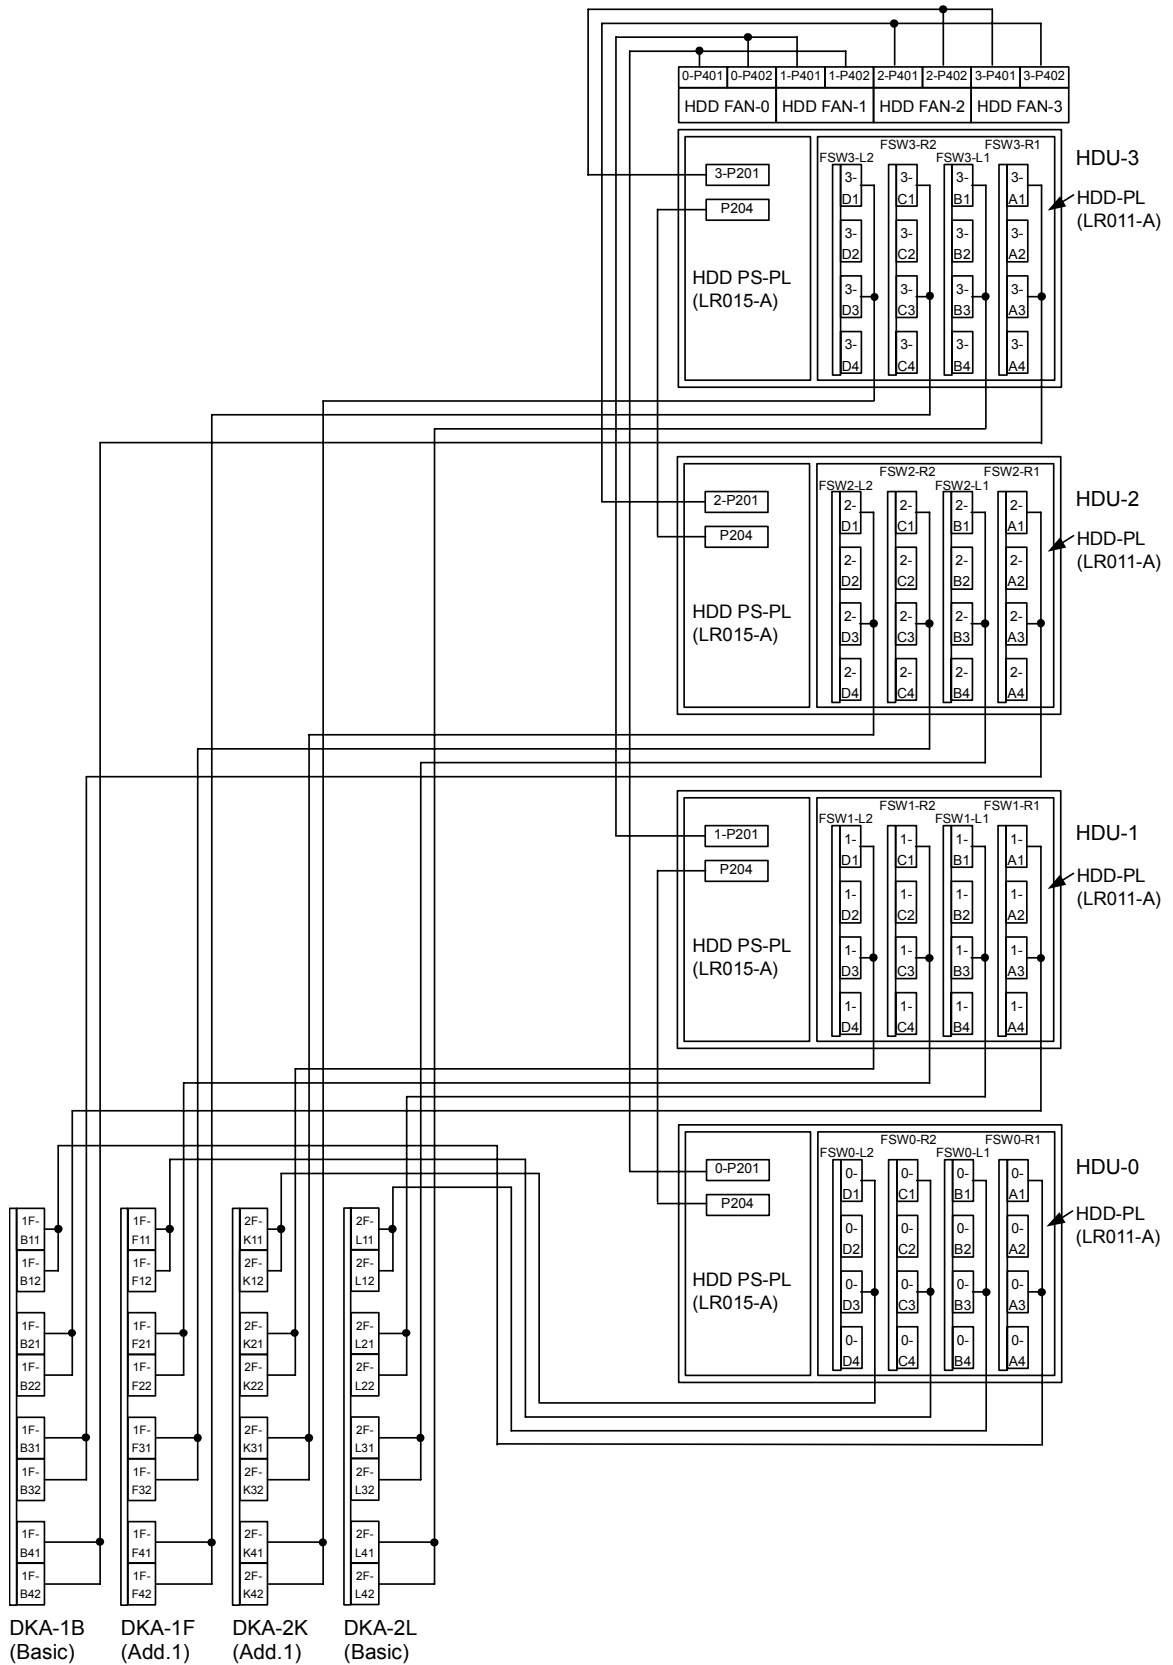 0-P401 0-P402 1-P401 1-P402 2-P401 2-P402 3-P401 3-P402
HDD FAN-0 HDD FAN-1 HDD FAN-2 HDD FAN-3
FSW3-R2 FSW3-R1
FSW3-L2 FSW3-L1
HDU-3
3-P201
P204
HDD PS-PL
(LR015-A)
3- 3- 3- 3-
D1 C1 B1 A1
3- 3- 3- 3-
D2 C2 B2 A2
3- 3- 3- 3-
D3 C3 B3 A3
3- 3- 3- 3-
D4 C4 B4 A4
HDD-PL
(LR011-A)
FSW2-R2 FSW2-R1
FSW2-L2 FSW2-L1
HDU-2
2-P201
P204
HDD PS-PL
(LR015-A)
2- 2- 2- 2-
D1 C1 B1 A1
2- 2- 2- 2-
D2 C2 B2 A2
2- 2- 2- 2-
D3 C3 B3 A3
2- 2- 2- 2-
D4 C4 B4 A4
HDD-PL
(LR011-A)
FSW1-R2 FSW1-R1
FSW1-L2 FSW1-L1
HDU-1
1-P201
P204
HDD PS-PL
(LR015-A)
1- 1- 1- 1-
D1 C1 B1 A1
1- 1- 1- 1-
D2 C2 B2 A2
1- 1- 1- 1-
D3 C3 B3 A3
1- 1- 1- 1-
D4 C4 B4 A4
HDD-PL
(LR011-A)
FSW0-R2 FSW0-R1
FSW0-L2 FSW0-L1
HDU-0
0-P201
P204
HDD PS-PL
(LR015-A)
0- 0- 0- 0-
D1 C1 B1 A1
0- 0- 0- 0-
D2 C2 B2 A2
0- 0- 0- 0-
D3 C3 B3 A3
0- 0- 0- 0-
D4 C4 B4 A4
HDD-PL
(LR011-A)
1F- 1F- 2F- 2F-
B11 F11 K11 L11
1F- 1F- 2F- 2F-
B12 F12 K12 L12
1F- 1F- 2F- 2F-
B21 F21 K21 L21
1F- 1F- 2F- 2F-
B22 F22 K22 L22
1F- 1F- 2F- 2F-
B31 F31 K31 L31
1F- 1F- 2F- 2F-
B32 F32 K32 L32
1F- 1F- 2F- 2F-
B41 F41 K41 L41
1F- 1F- 2F- 2F-
B42 F42 K42 L42
DKA-1B DKA-1F DKA-2K DKA-2L
(Basic) (Add.1) (Add.1) (Basic)